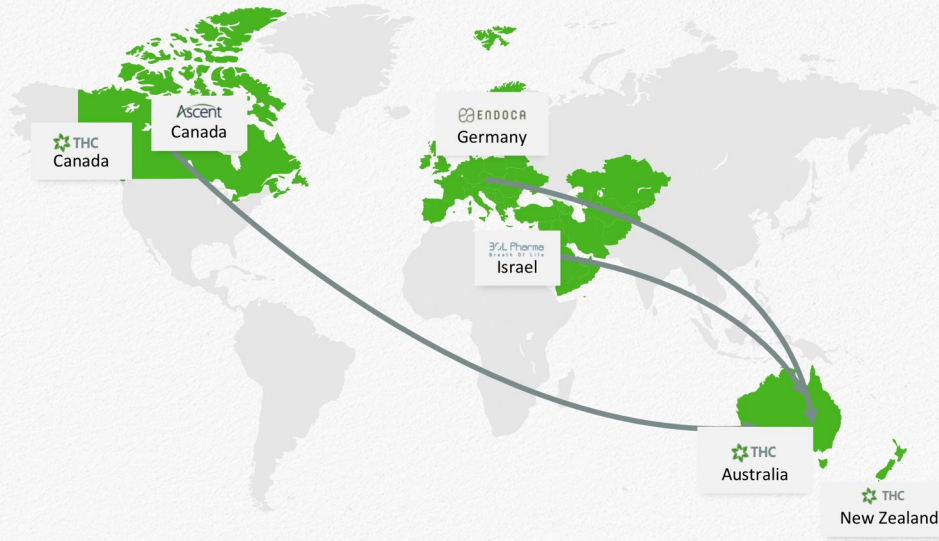 Ascent
Canada
THC
Canada
ENDOCA
Germany
BOL Pharma
Breath Of Life
Israel
THC
Australia
THC
New Zealand